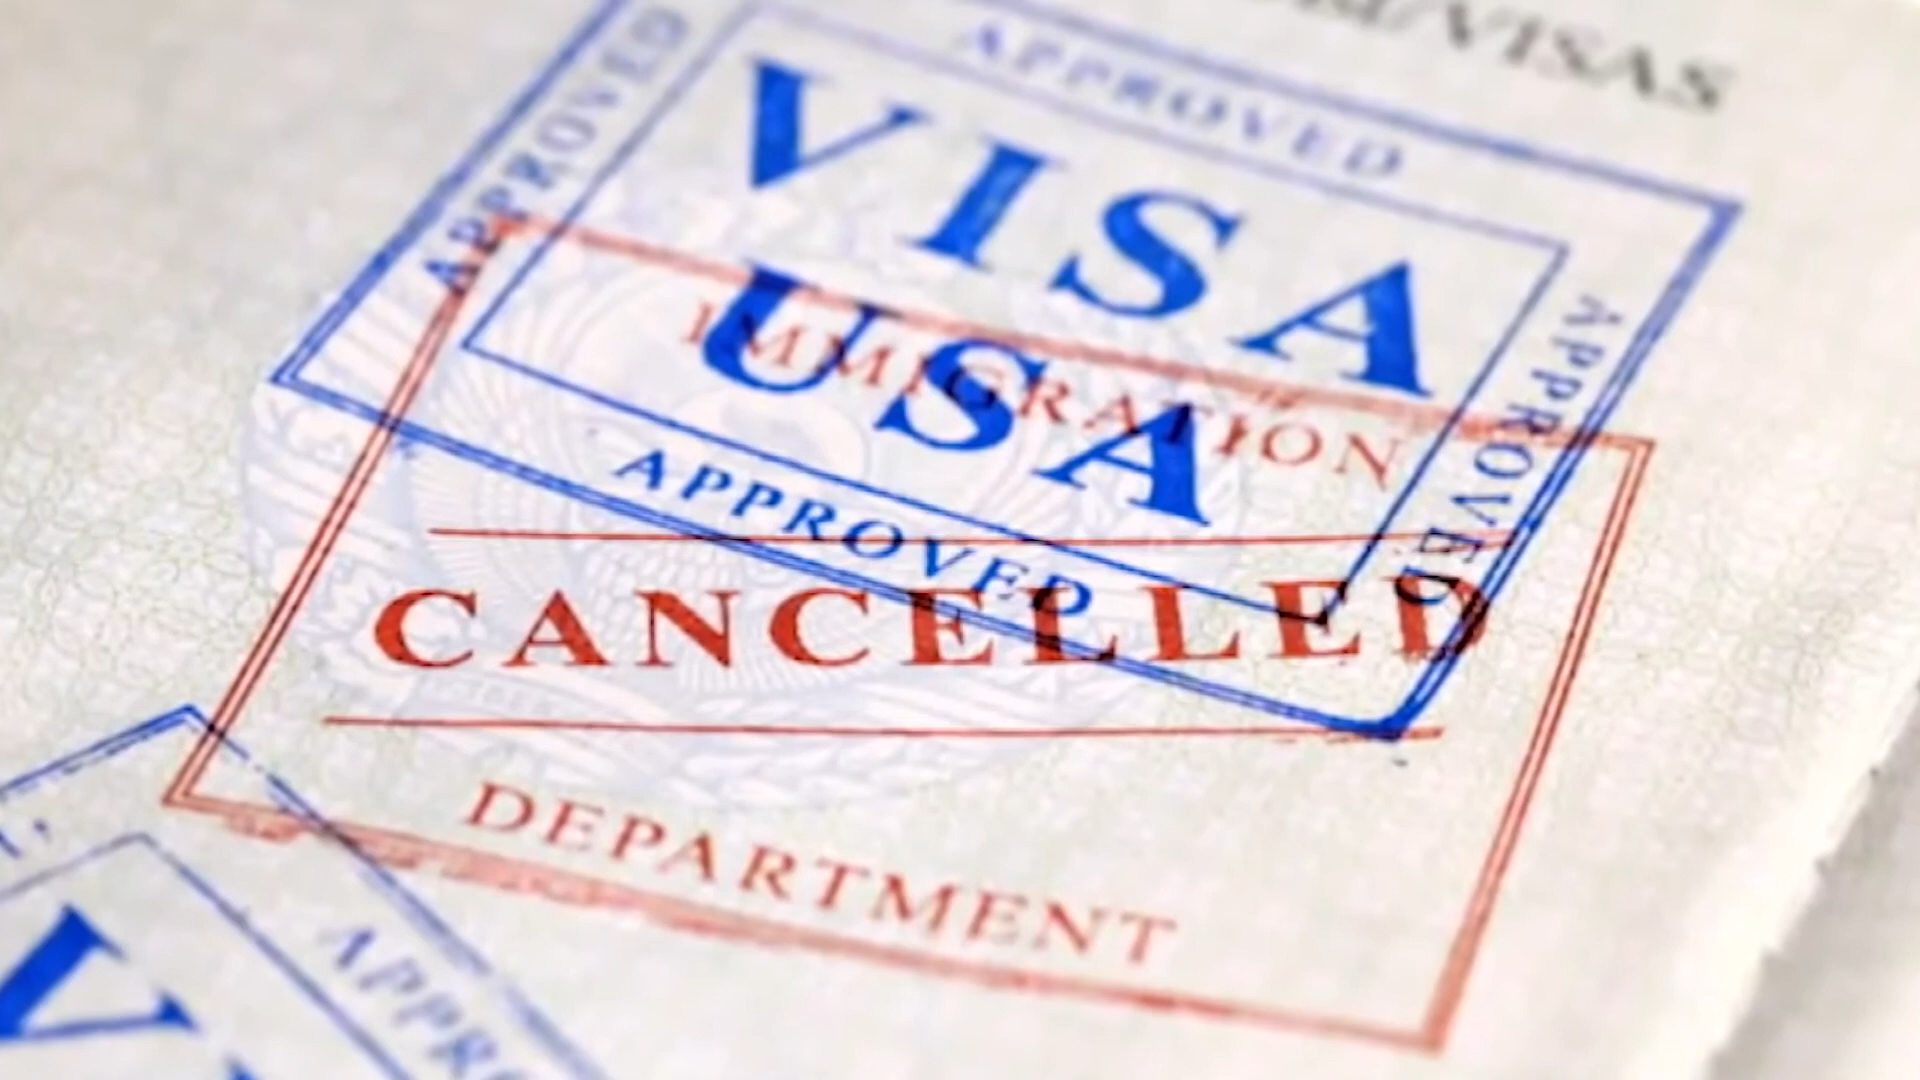 /VISAS
APPROVED
APPROVED
VISA
USA
APPROVED
APPROVED
IMMIGRATION
CANCELLED
DEPARTMENT
V
APPRO